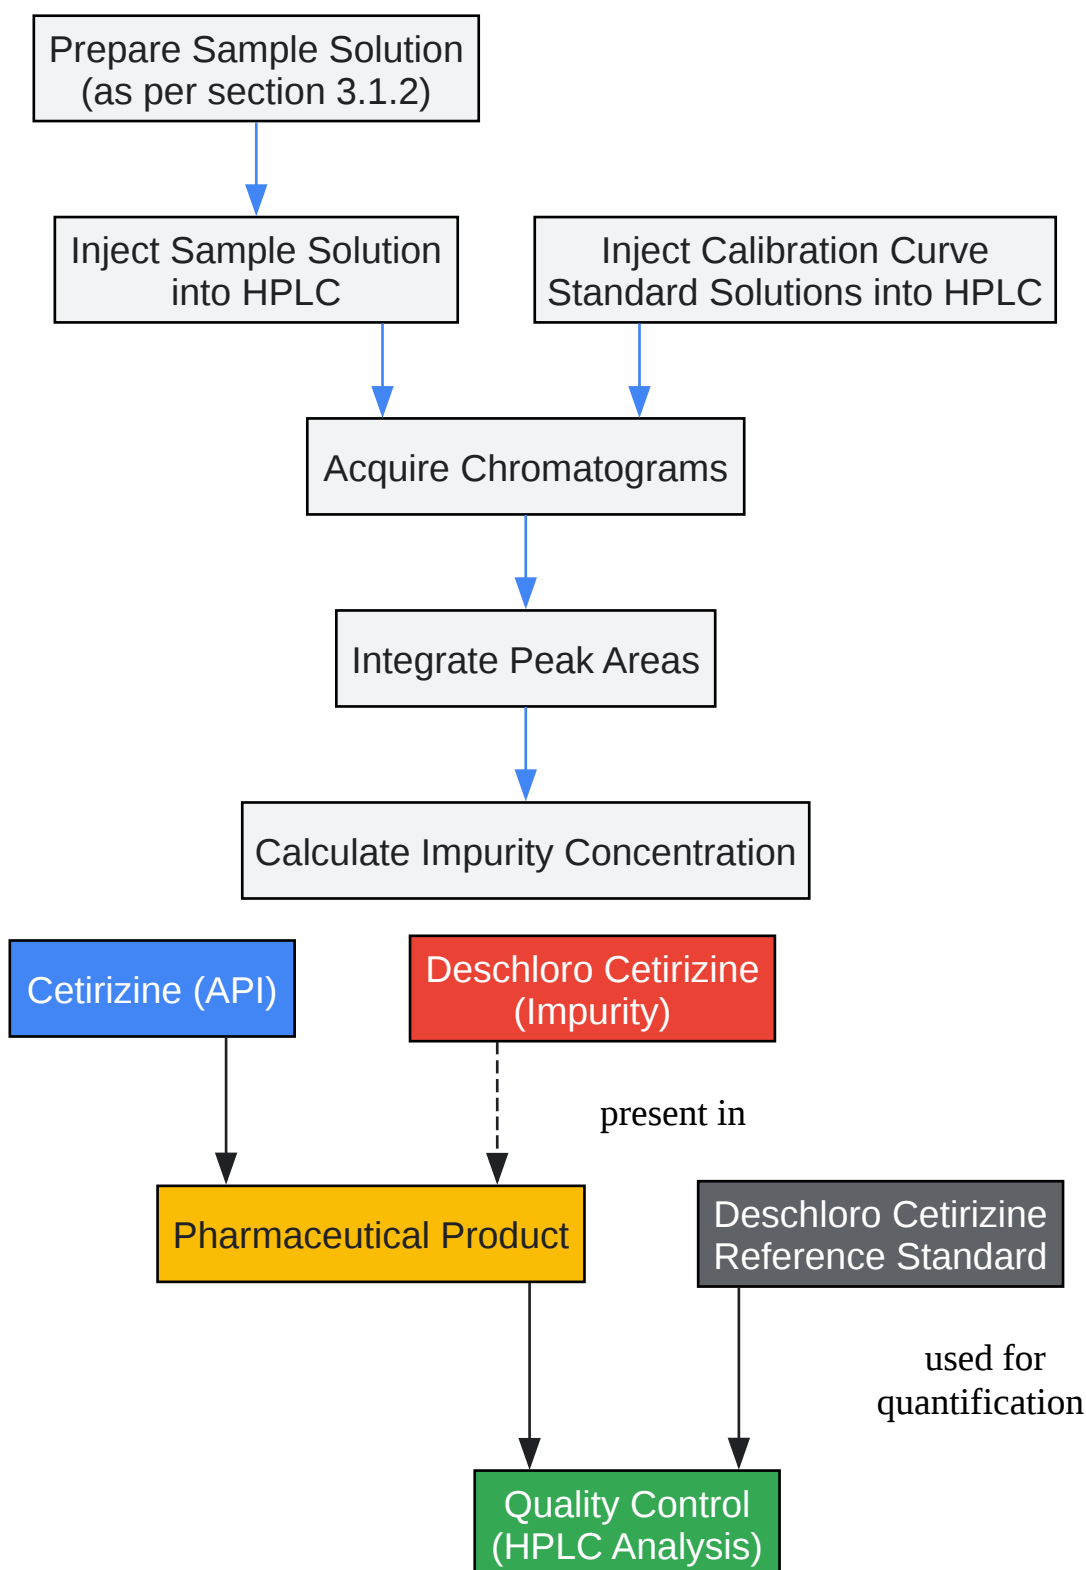 Prepare Sample Solution
(as per section 3.1.2)
Inject Sample Solution
into HPLC
Inject Calibration Curve
Standard Solutions into HPLC
Acquire Chromatograms
Integrate Peak Areas
Calculate Impurity Concentration
Cetirizine (API)
Deschloro Cetirizine
(Impurity)
present in
Pharmaceutical Product
Deschloro Cetirizine
Reference Standard
used for
quantification
Quality Control
(HPLC Analysis)